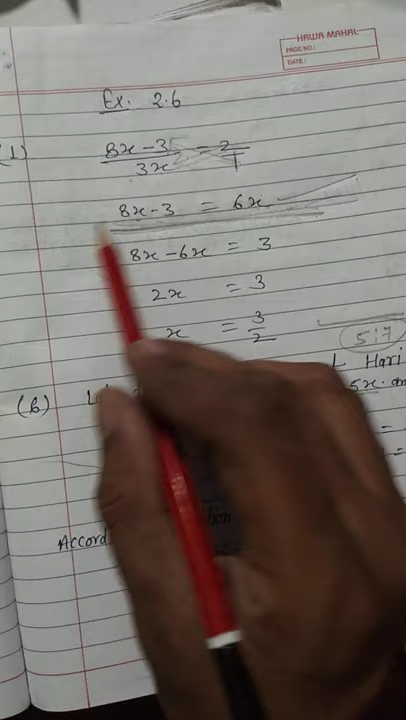 HAWA MAHAL
PAGE NO.:
DATE:
Ex. 2.6
(1) 8x-3/3x = 2/1
8x-3 = 6x
8x-6x = 3
2x = 3
x = 3/2
5:7
(6)
Hari
5x
Accord